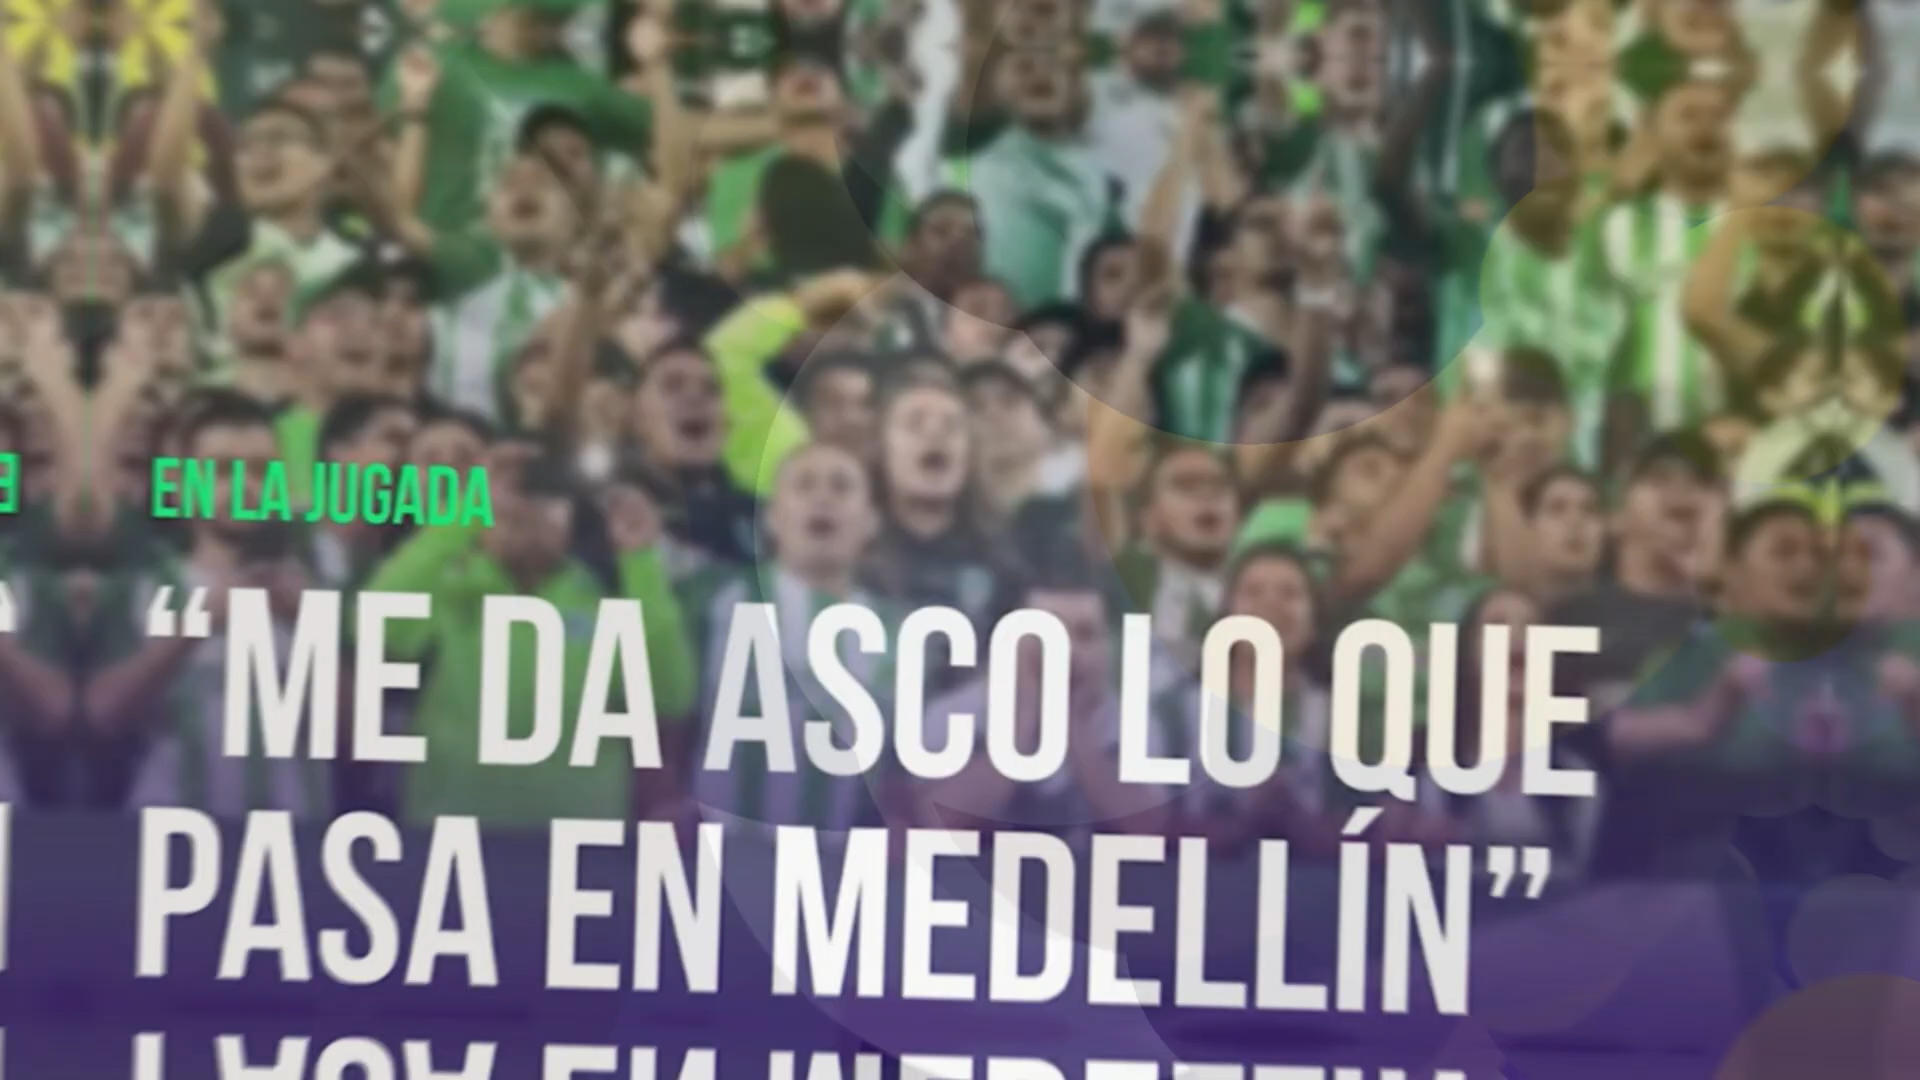 EN LA JUGADA
“ME DA ASCO LO QUE
PASA EN MEDELLÍN”